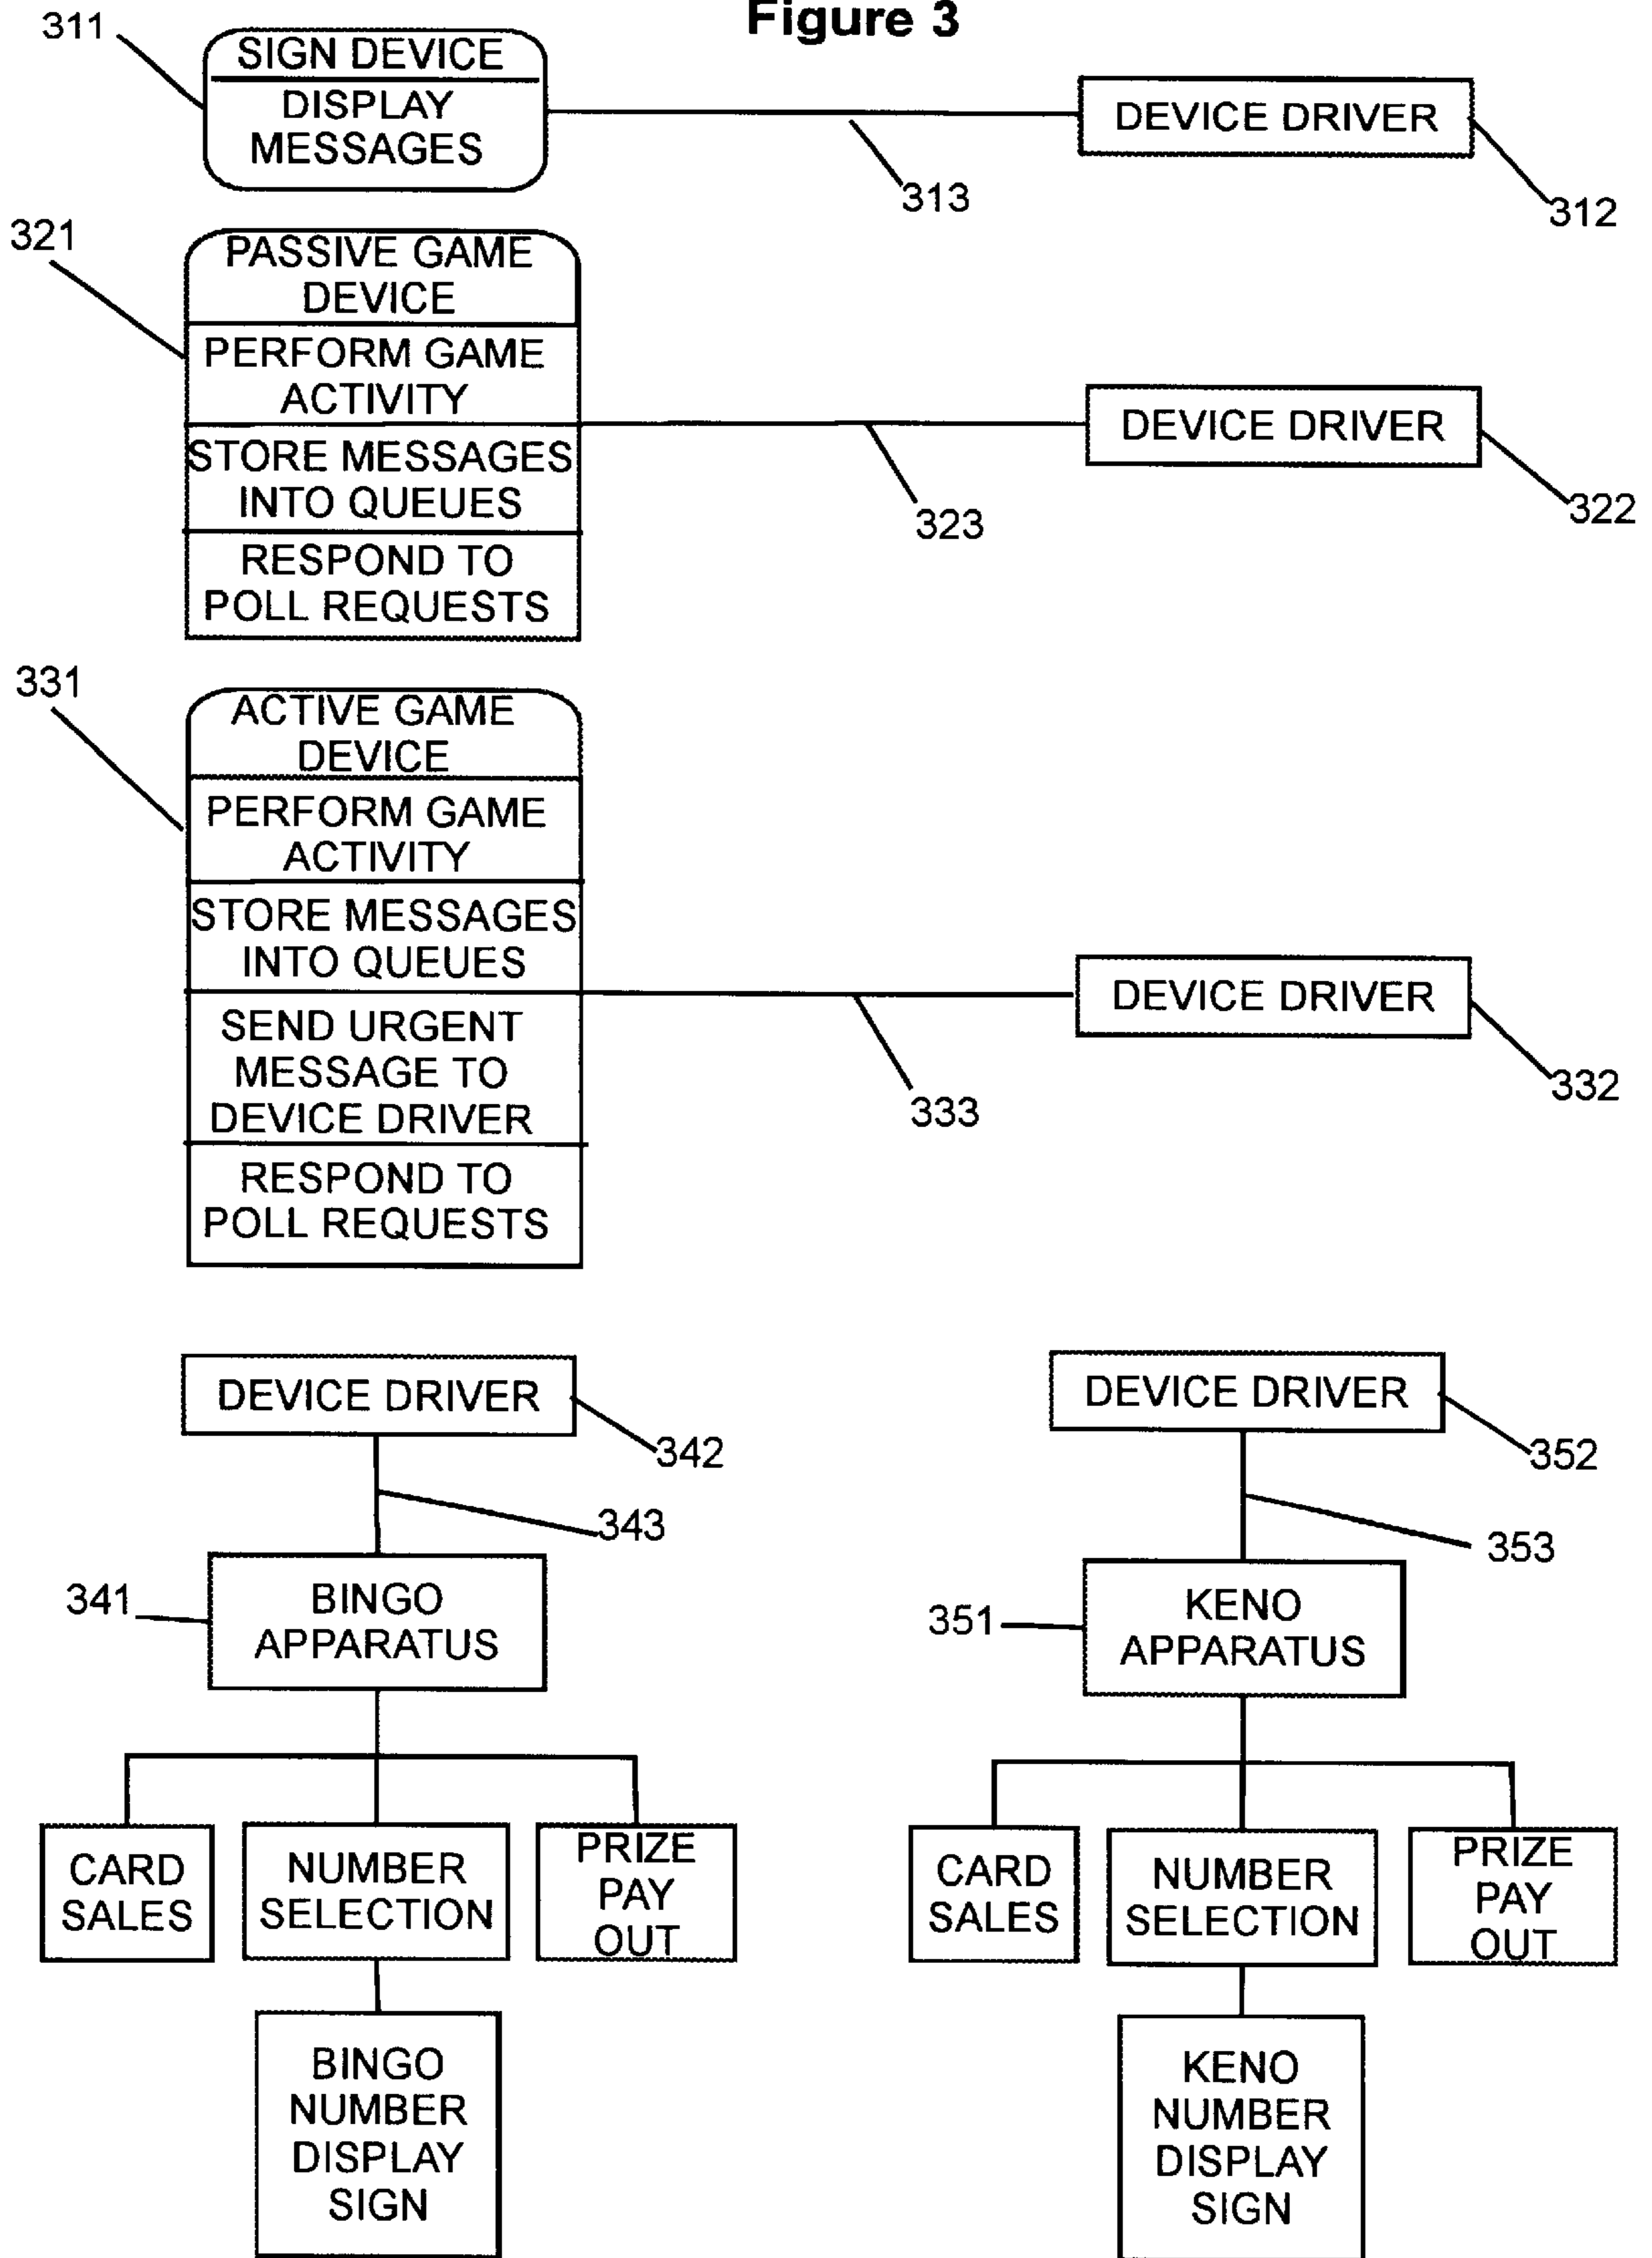 Figure 3
311
SIGN DEVICE
DISPLAY
MESSAGES
DEVICE DRIVER
313
312
321
PASSIVE GAME
DEVICE
PERFORM GAME
ACTIVITY
STORE MESSAGES
INTO QUEUES
RESPOND TO
POLL REQUESTS
DEVICE DRIVER
323
322
331
ACTIVE GAME
DEVICE
PERFORM GAME
ACTIVITY
STORE MESSAGES
INTO QUEUES
SEND URGENT
MESSAGE TO
DEVICE DRIVER
RESPOND TO
POLL REQUESTS
DEVICE DRIVER
333
332
DEVICE DRIVER
342
343
341
BINGO
APPARATUS
CARD
SALES
NUMBER
SELECTION
PRIZE
PAY
OUT
BINGO
NUMBER
DISPLAY
SIGN
DEVICE DRIVER
352
353
351
KENO
APPARATUS
CARD
SALES
NUMBER
SELECTION
PRIZE
PAY
OUT
KENO
NUMBER
DISPLAY
SIGN